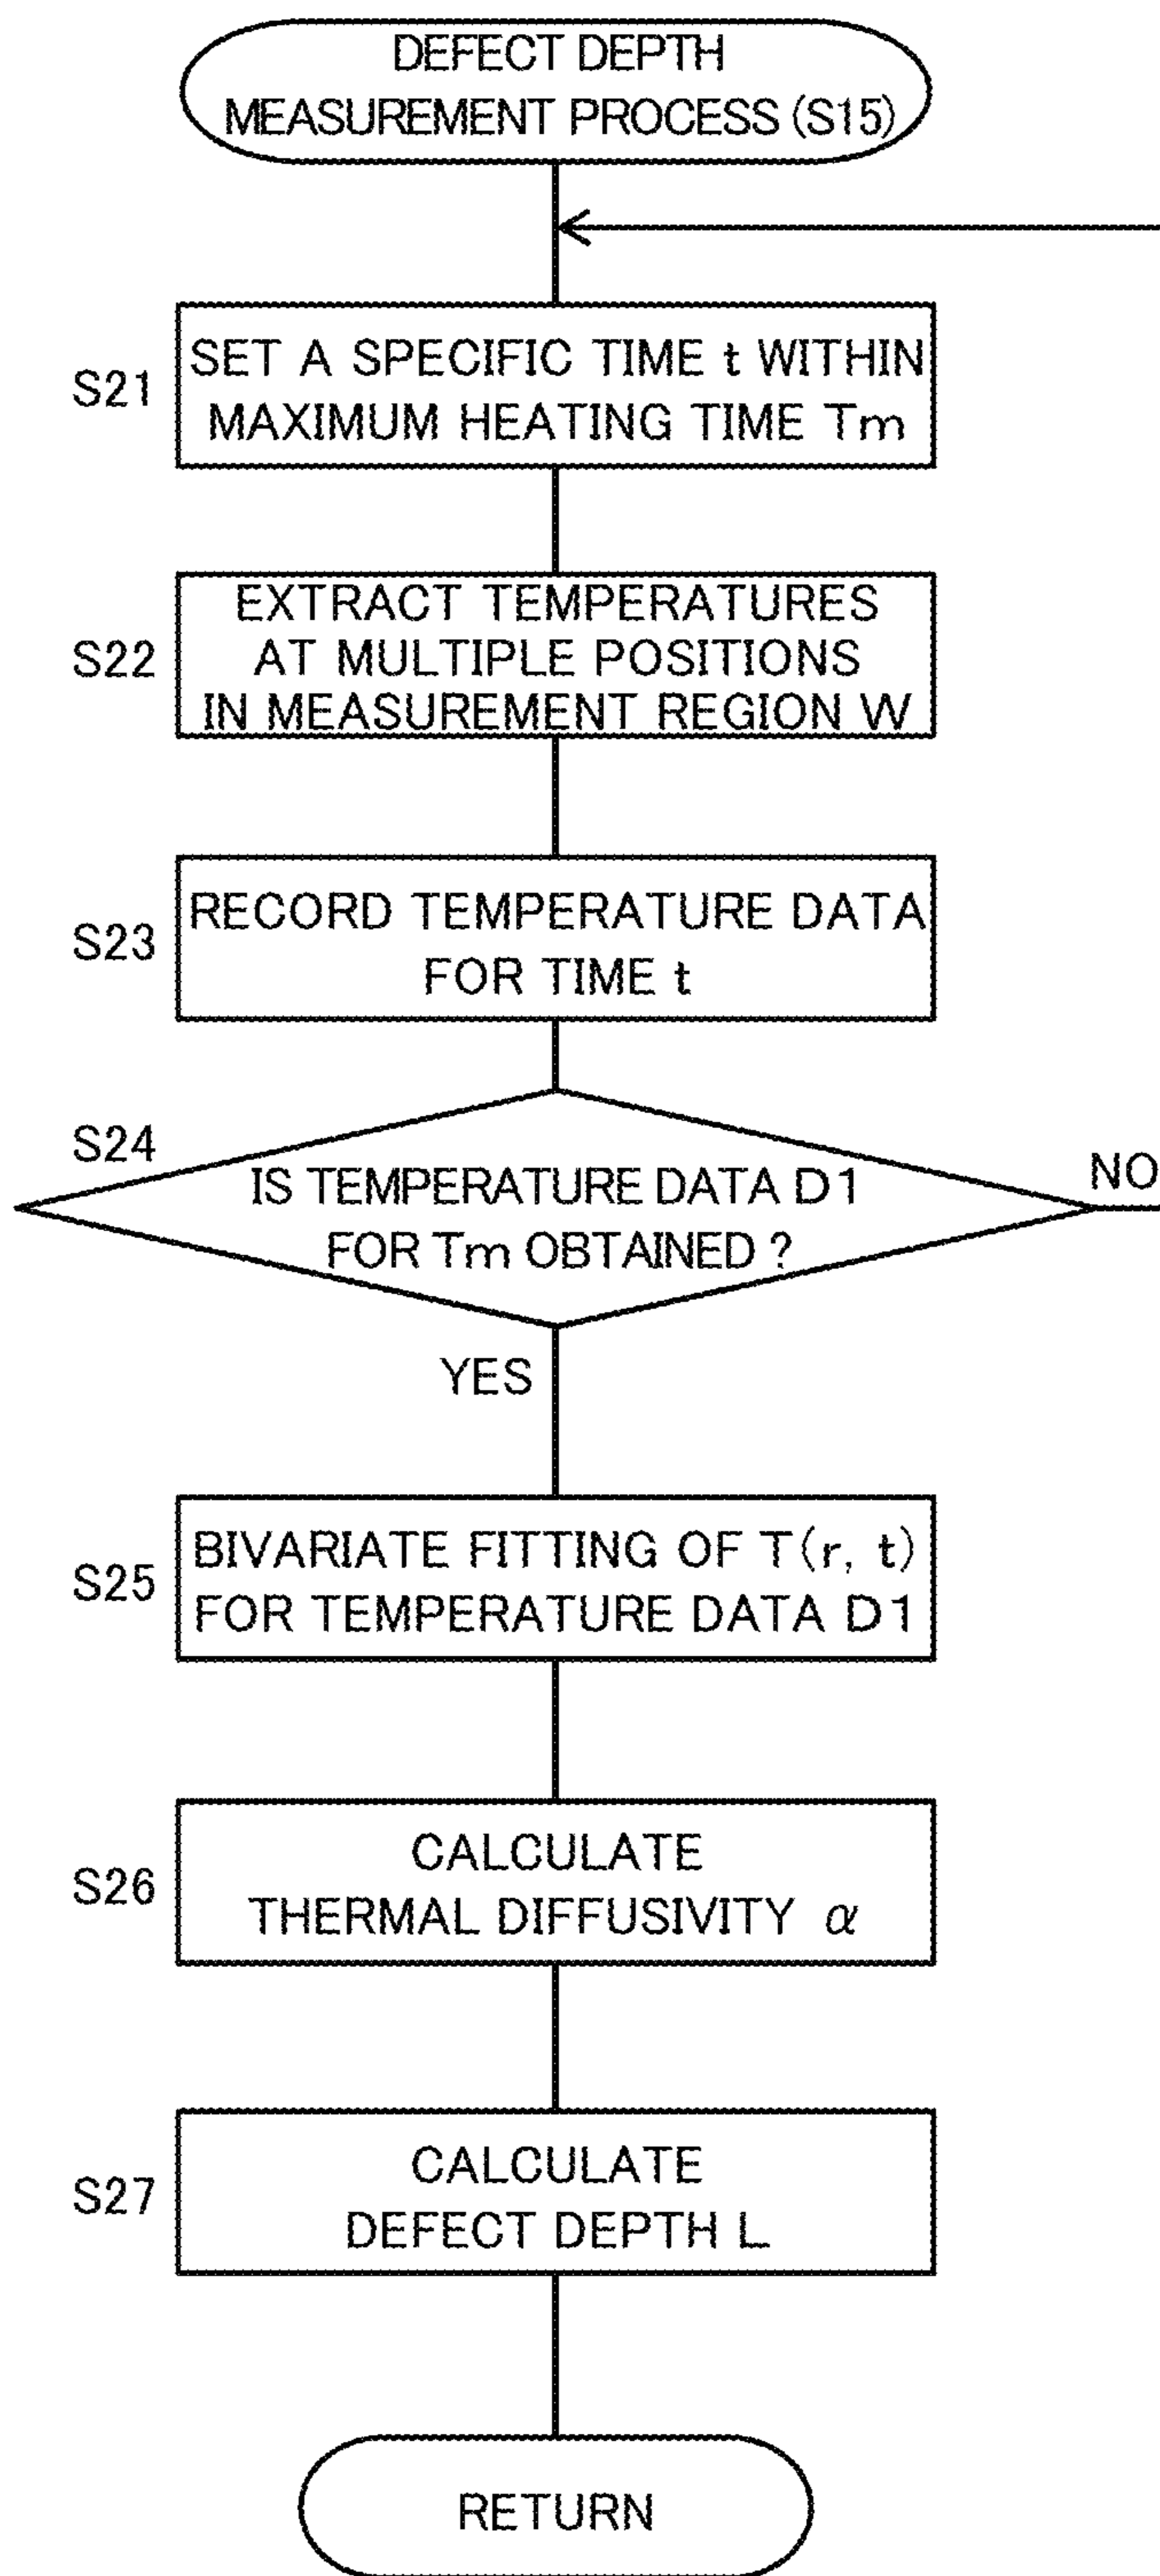 DEFECT DEPTH
MEASUREMENT PROCESS (S15)
S21
SET A SPECIFIC TIME t WITHIN
MAXIMUM HEATING TIME Tm
S22
EXTRACT TEMPERATURES
AT MULTIPLE POSITIONS
IN MEASUREMENT REGION W
S23
RECORD TEMPERATURE DATA
FOR TIME t
S24
IS TEMPERATURE DATA D1
FOR Tm OBTAINED ?
NO
YES
S25
BIVARIATE FITTING OF T(r, t)
FOR TEMPERATURE DATA D1
S26
CALCULATE
THERMAL DIFFUSIVITY α
S27
CALCULATE
DEFECT DEPTH L
RETURN